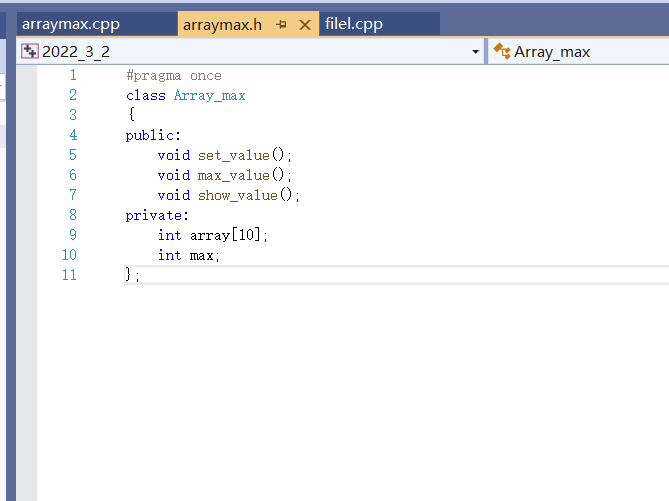 arraymax.cpp arraymax.h filel.cpp
2022_3_2 Array_max
1 #pragma once
2 class Array_max
3 {
4 public:
5 void set_value();
6 void max_value();
7 void show_value();
8 private:
9 int array[10];
10 int max;
11 };